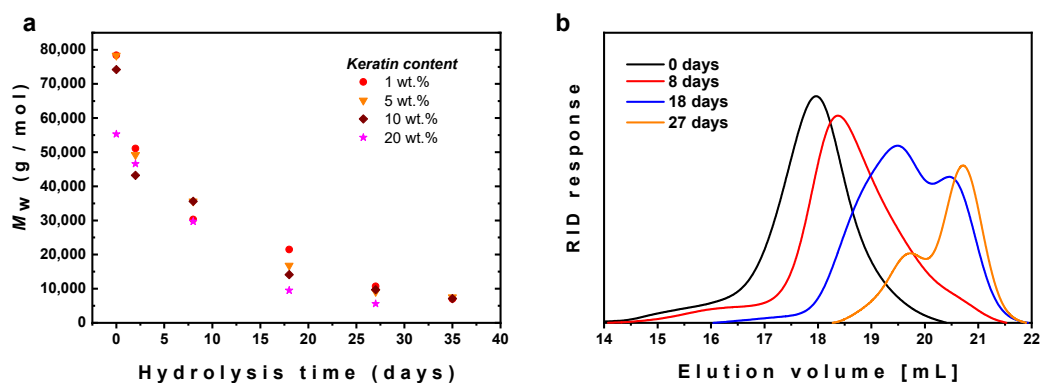 a
80,000
70,000
60,000
50,000
40,000
30,000
20,000
10,000
0
Mw (g / mol)
Keratin content
1 wt.%
5 wt.%
10 wt.%
20 wt.%
0 5 10 15 20 25 30 35 40
Hydrolysis time (days)
b
0 days
8 days
18 days
27 days
RID response
14 15 16 17 18 19 20 21 22
Elution volume [mL]